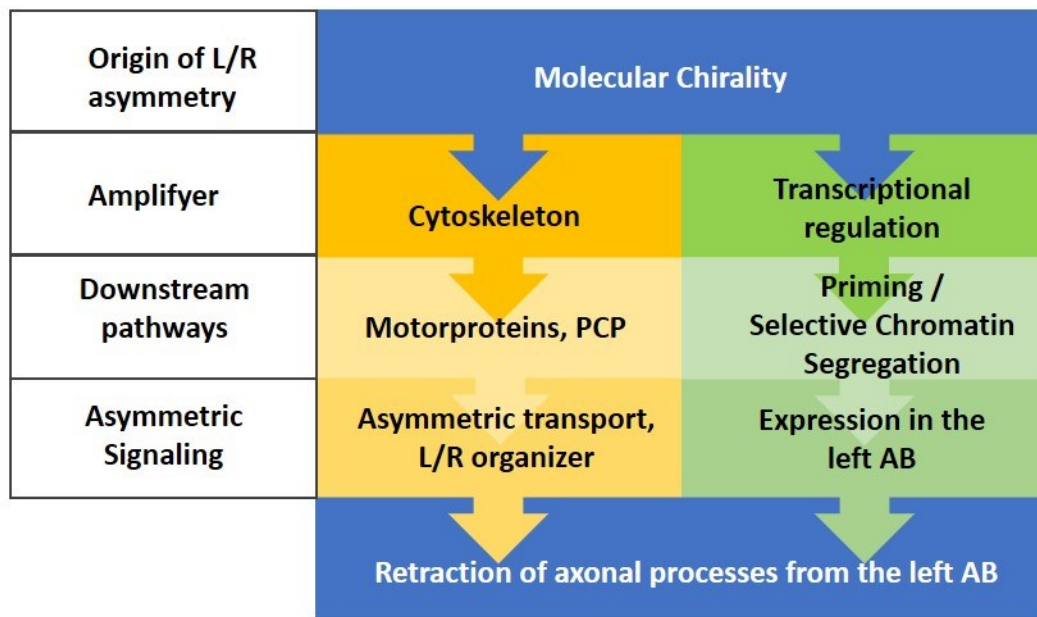 Origin of L/R
asymmetry
Molecular Chirality
Amplifyer
Cytoskeleton
Transcriptional
regulation
Downstream
pathways
Motorproteins, PCP
Priming /
Selective Chromatin
Segregation
Asymmetric
Signaling
Asymmetric transport,
L/R organizer
Expression in the
left AB
Retraction of axonal processes from the left AB